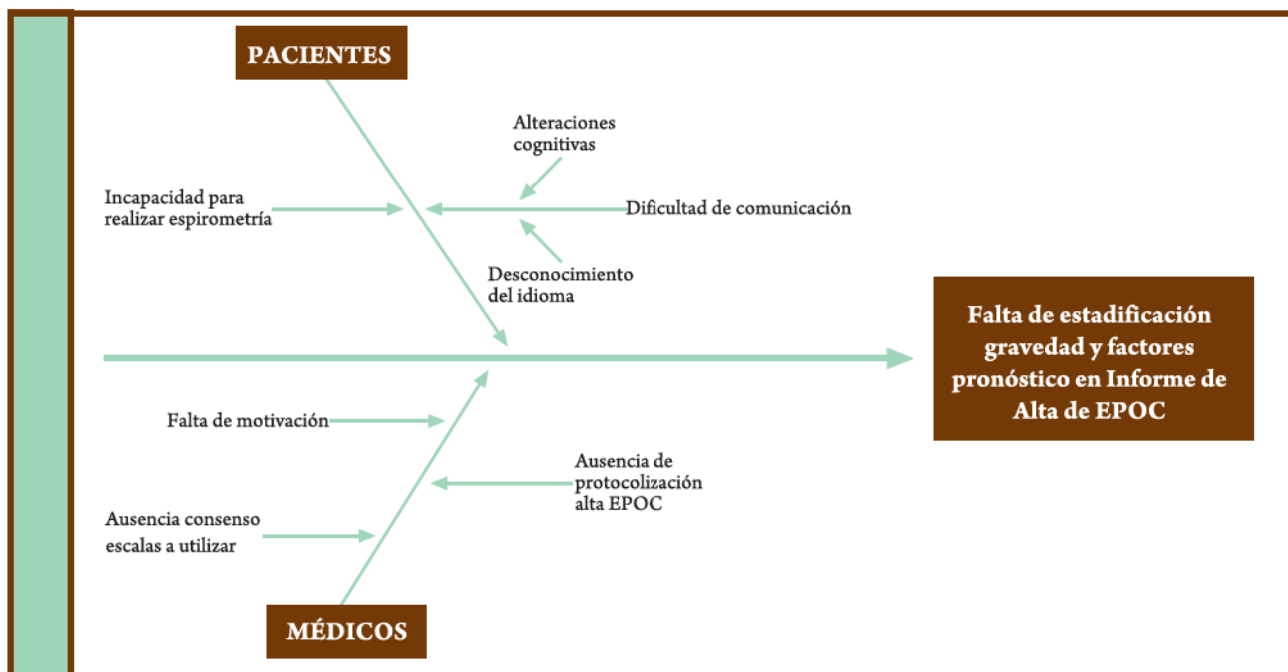 PACIENTES
Alteraciones
cognitivas
Incapacidad para
realizar espirometría
Dificultad de comunicación
Desconocimiento
del idioma
Falta de estadificación
gravedad y factores
pronóstico en Informe de
Alta de EPOC
Falta de motivación
Ausencia de
protocolización
alta EPOC
Ausencia consenso
escalas a utilizar
MÉDICOS